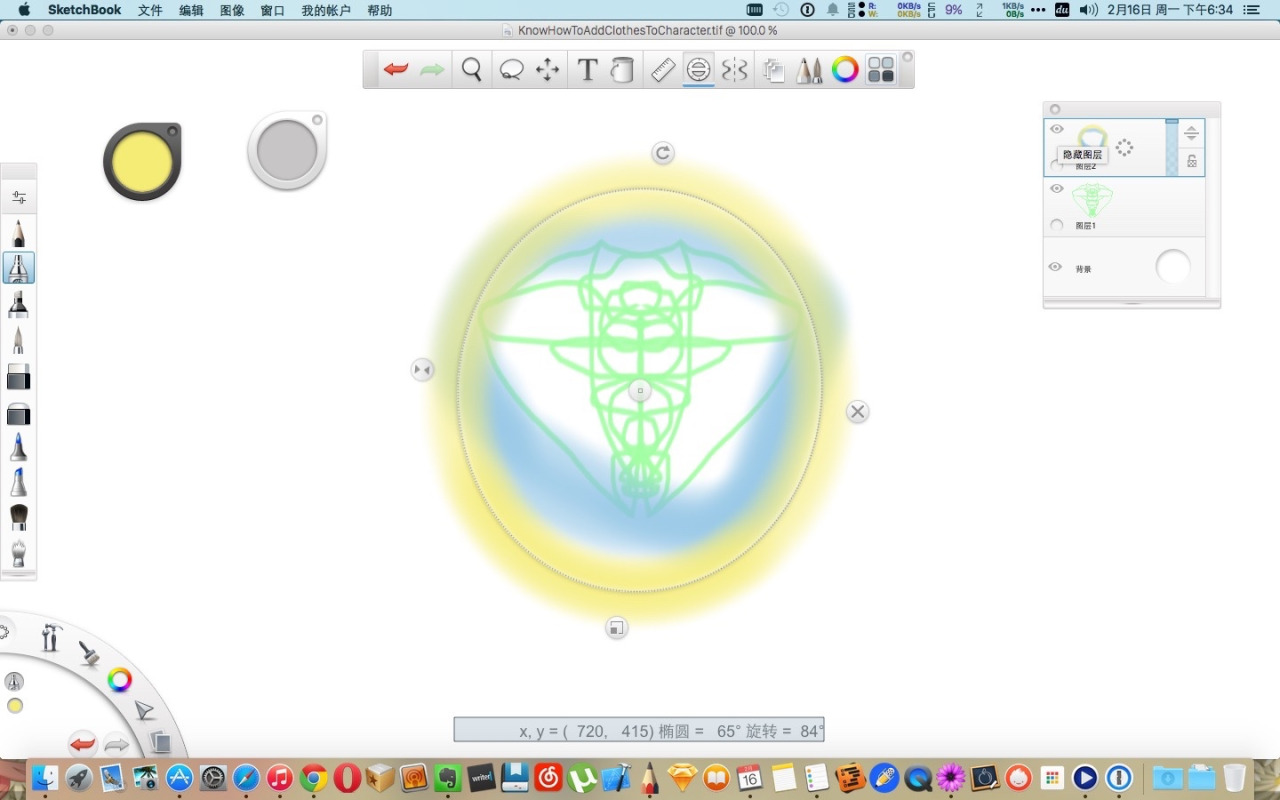 SketchBook 文件 编辑 图像 窗口 我的帐户 帮助
R: 0KB/s
W: 0KB/s
9%
1KB/s
0B/s
du
2月16日 周一 下午6:34
KnowHowToAddClothesToCharacter.tif @ 100.0 %
T
隐藏图层
图层2
图层1
背景
x, y = ( 720, 415) 椭圆 = 65° 旋转 = 84°
writer
16